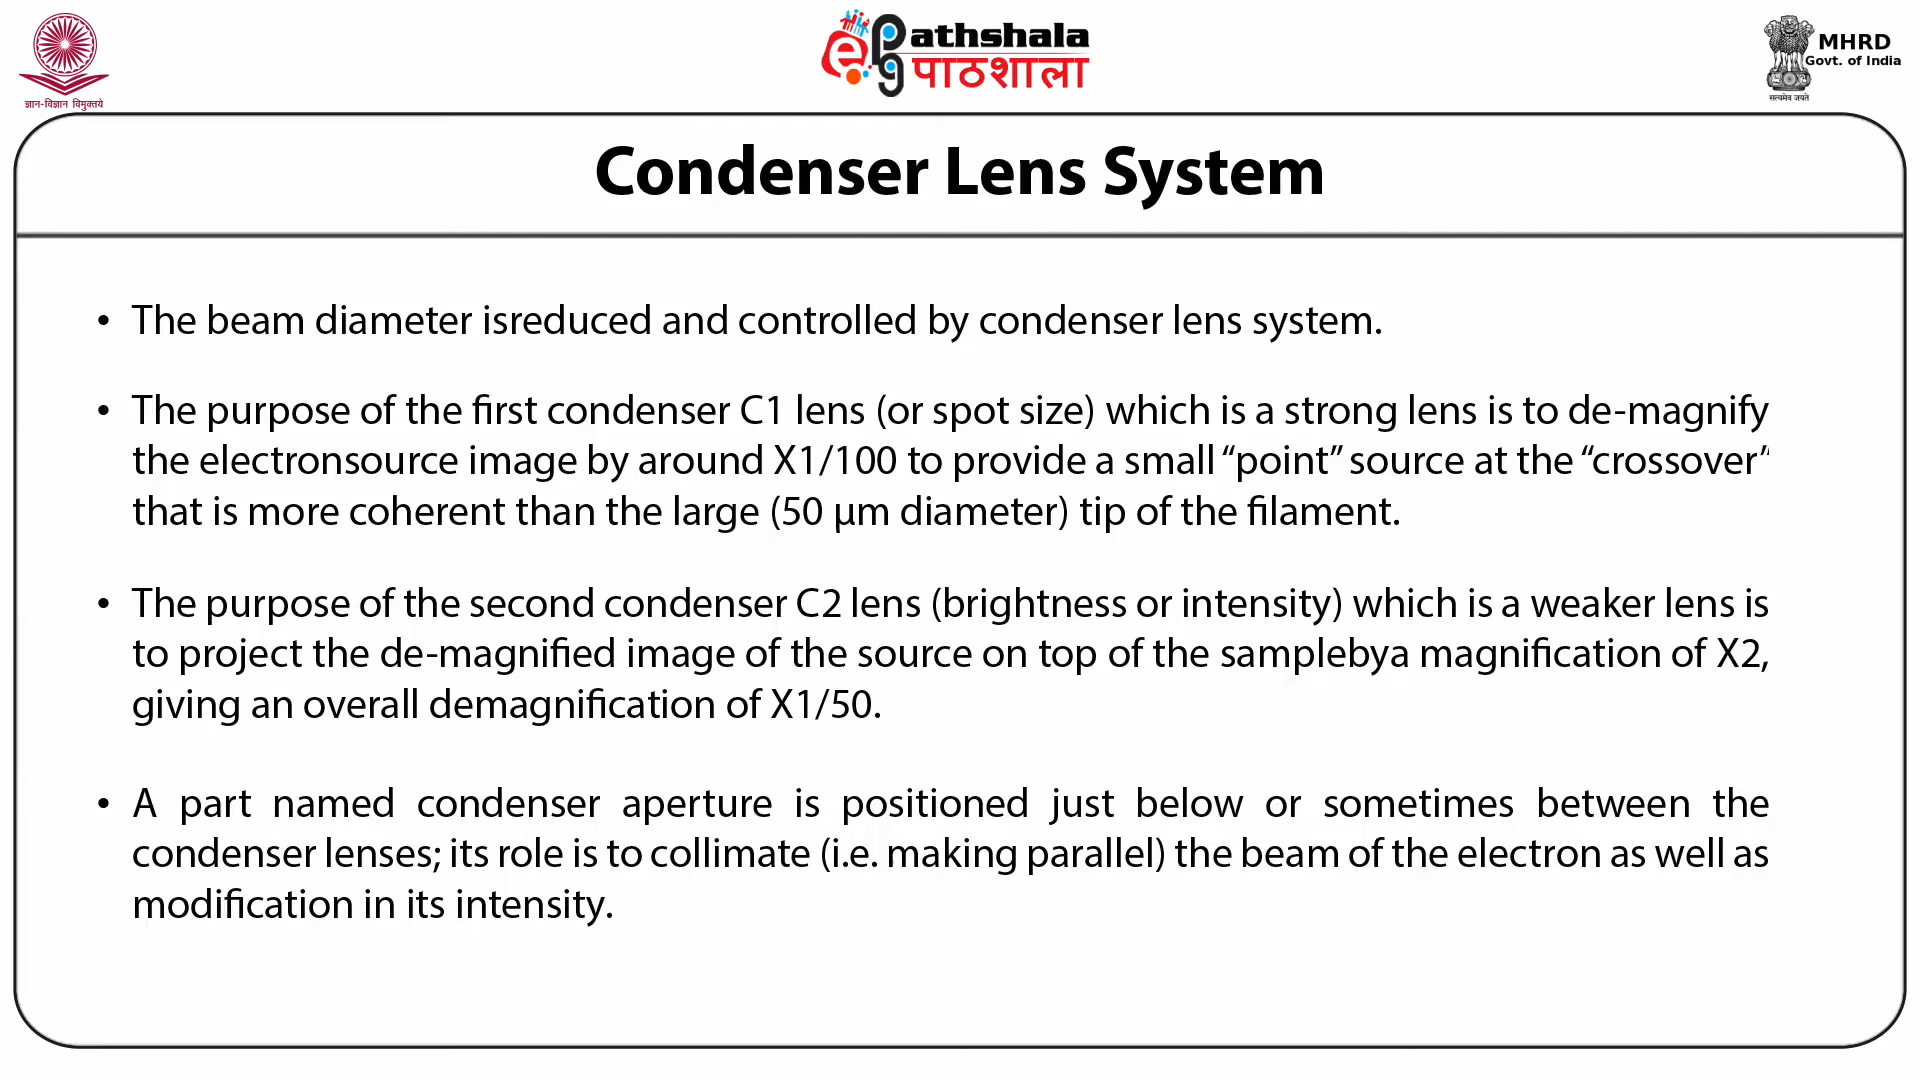 ज्ञान-विज्ञान विमुक्तये
ePathshala
पाठशाला
MHRD
Govt. of India
सत्यमेव जयते
Condenser Lens System
• The beam diameter isreduced and controlled by condenser lens system.
• The purpose of the first condenser C1 lens (or spot size) which is a strong lens is to de-magnify
the electronsource image by around X1/100 to provide a small “point” source at the “crossover”
that is more coherent than the large (50 µm diameter) tip of the filament.
• The purpose of the second condenser C2 lens (brightness or intensity) which is a weaker lens is
to project the de-magnified image of the source on top of the samplebya magnification of X2,
giving an overall demagnification of X1/50.
• A part named condenser aperture is positioned just below or sometimes between the
condenser lenses; its role is to collimate (i.e. making parallel) the beam of the electron as well as
modification in its intensity.